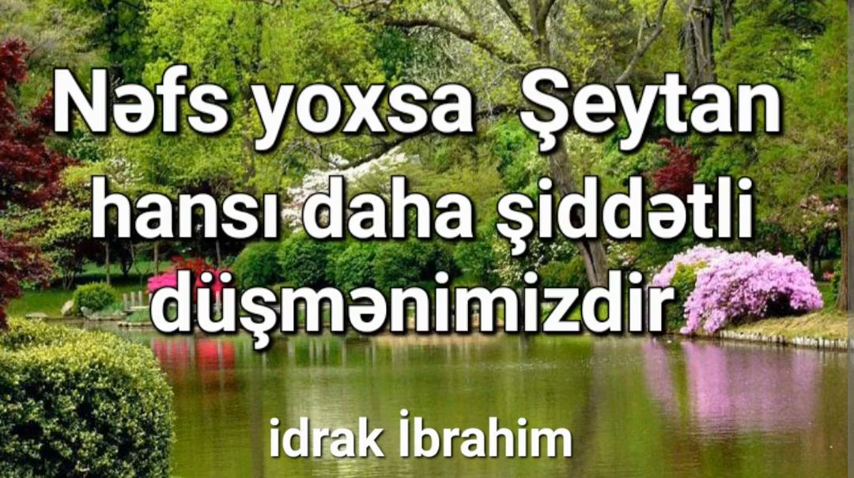 Nəfs yoxsa Şeytan
hansı daha şiddətli
düşmənimizdir
idrak İbrahim